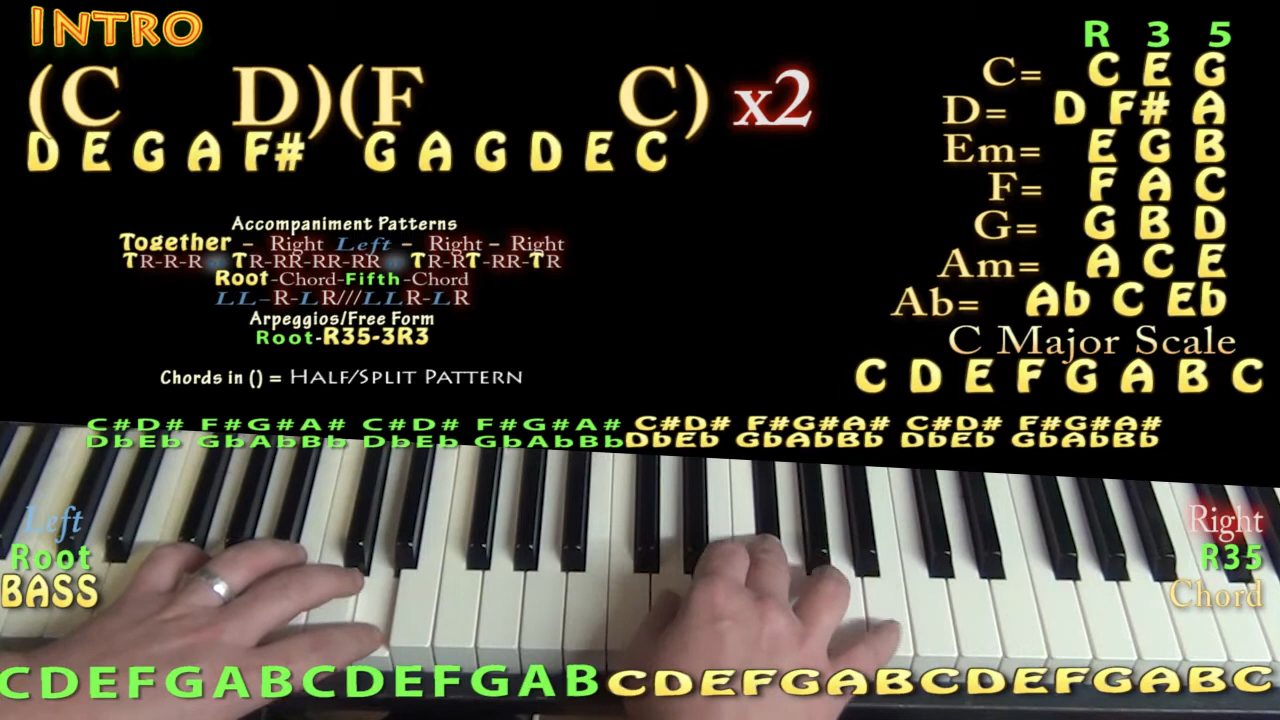 INTRO
(C D)(F C) x2
D E G A F# G A G D E C
R 3 5
C= C E G
D= D F# A
Em= E G B
F= F A C
G= G B D
Am= A C E
Ab= Ab C Eb
C Major Scale
C D E F G A B C
Accompaniment Patterns
Together - Right Left - Right - Right
TR-R-R TR-RR-RR-RR TR-RT-RR-TR
Root-Chord-Fifth-Chord
LL-R-LR///LLR-LR
Arpeggios/Free Form
Root-R35-3R3
Chords in () = HALF/SPLIT PATTERN
C#D# F#G#A# C#D# F#G#A# C#D# F#G#A# C#D# F#G#A#
DbEb GbAbBb DbEb GbAbBb DbEb GbAbBb DbEb GbAbBb
Left
Root
BASS
Right
R35
Chord
CDEFGABCDEFGABCDEFGABCDEFGABC